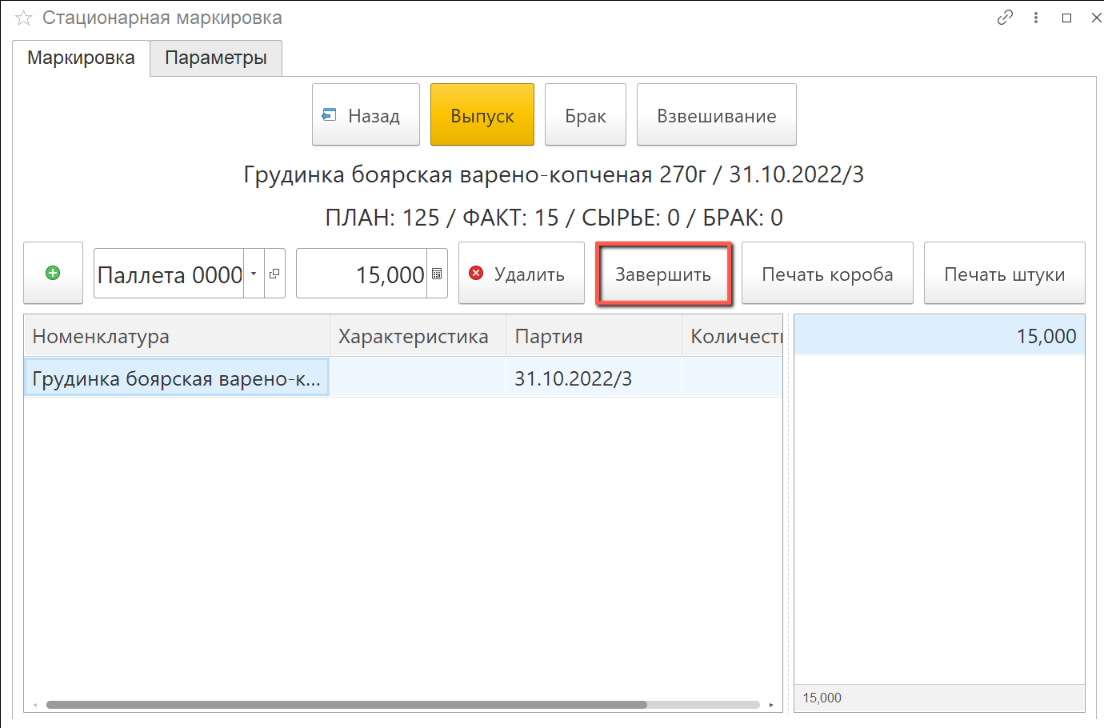 Стационарная маркировка
Маркировка Параметры
Назад Выпуск Брак Взвешивание
Грудинка боярская варено-копченая 270г / 31.10.2022/3
ПЛАН: 125 / ФАКТ: 15 / СЫРЬЕ: 0 / БРАК: 0
Паллета 0000 15,000 Удалить Завершить Печать короба Печать штуки
Номенклатура Характеристика Партия Количести 15,000
Грудинка боярская варено-к... 31.10.2022/3
15,000